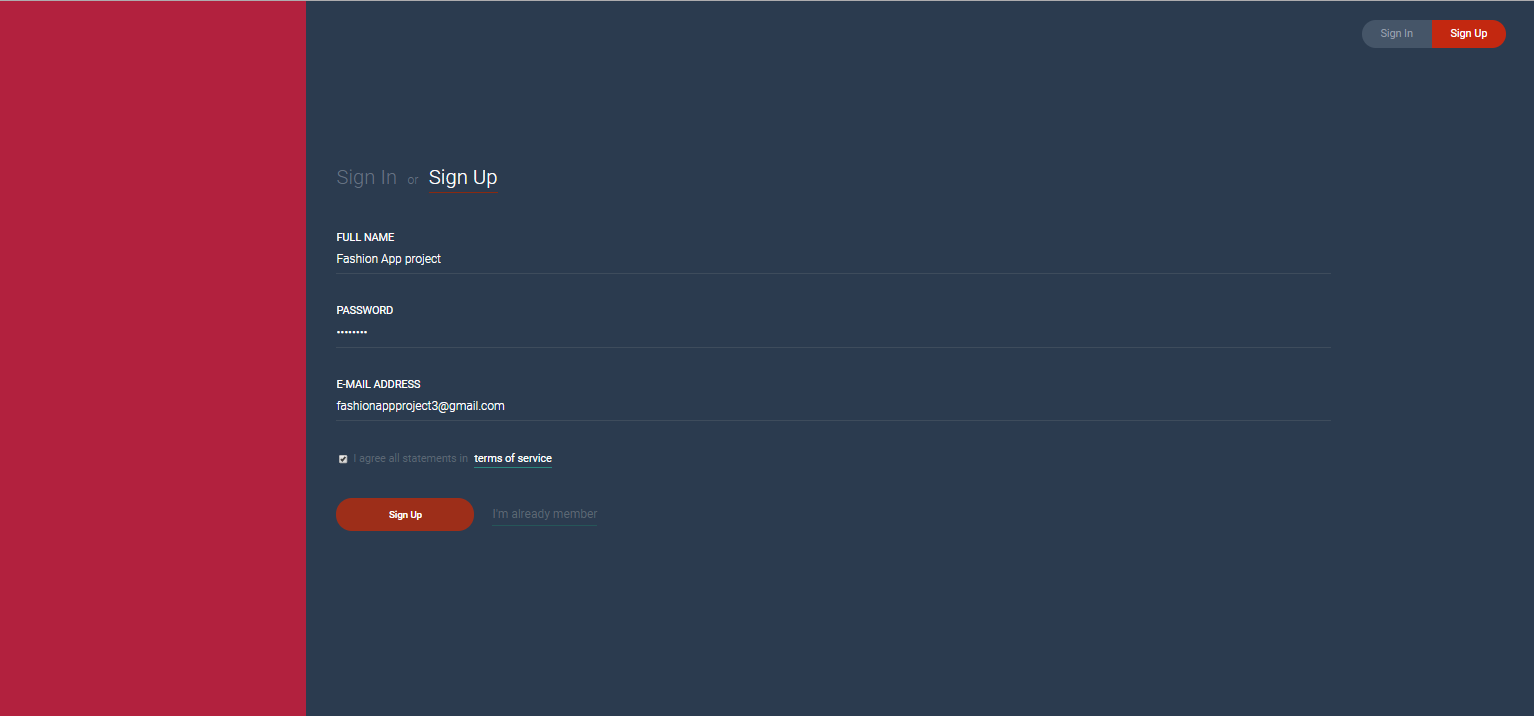 Sign In Sign Up
Sign In or Sign Up
FULL NAME
Fashion App project
PASSWORD
••••••••
E-MAIL ADDRESS
fashionappproject3@gmail.com
I agree all statements in terms of service
Sign Up I'm already member